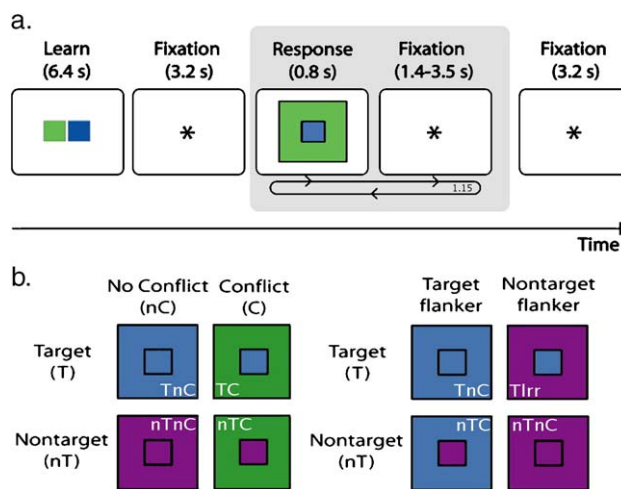 a.
Learn Fixation Response Fixation Fixation
(6.4 s) (3.2 s) (0.8 s) (1.4-3.5 s) (3.2 s)
* * *
1.15
Time
b.
No Conflict Conflict Target Nontarget
(nC) (C) flanker flanker
Target Target
(T) (T)
TnC TC TnC TIrr
nTnC nTC nTC nTnC
Nontarget Nontarget
(nT) (nT)